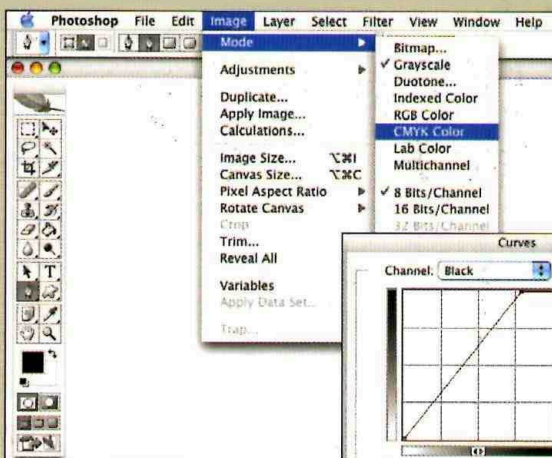 Photoshop File Edit Image Layer Select Filter View Window Help
Mode
Adjustments
Duplicate...
Apply Image...
Calculations...
Image Size... ⌥⌘I
Canvas Size... ⌥⌘C
Pixel Aspect Ratio
Rotate Canvas
Crop
Trim...
Reveal All
Variables
Apply Data Set...
Trap...
Bitmap...
✓ Grayscale
Duotone...
Indexed Color
RGB Color
CMYK Color
Lab Color
Multichannel
✓ 8 Bits/Channel
16 Bits/Channel
32 Bits/Channel
Curves
Channel: Black
T